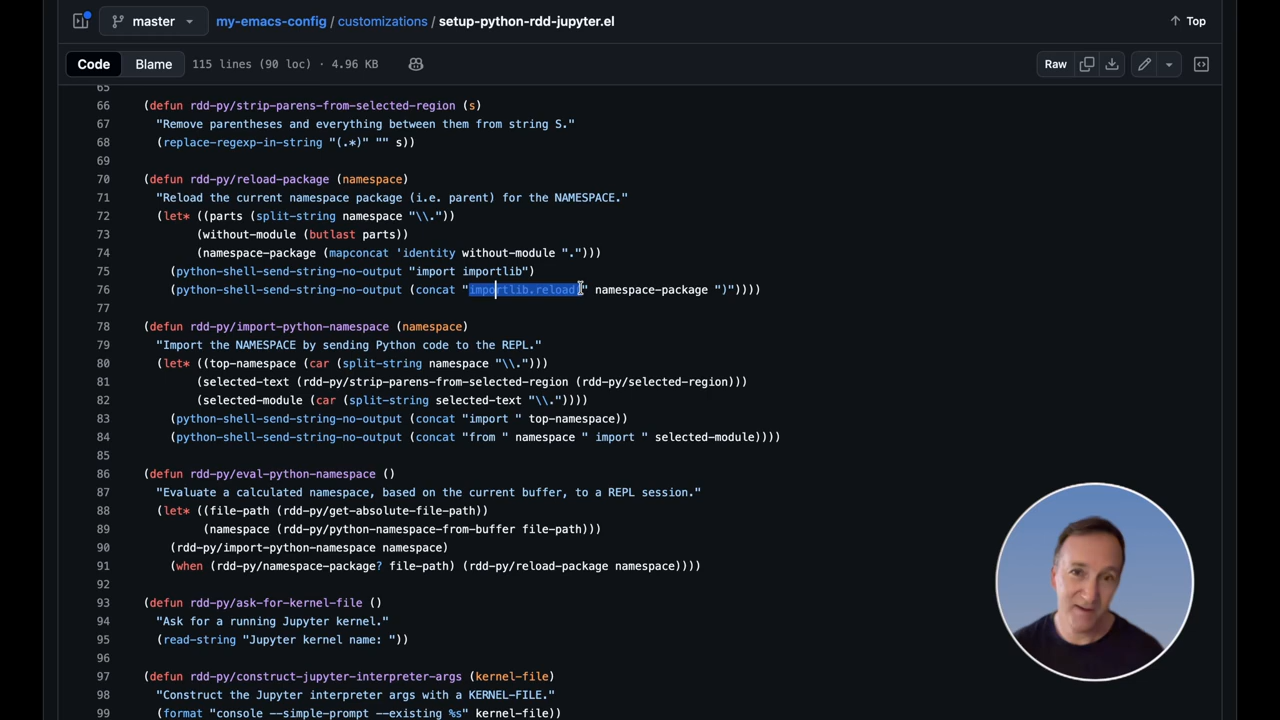 master my-emacs-config / customizations / setup-python-rdd-jupyter.el Top
Code Blame 115 lines (90 loc) · 4.96 KB Raw
65
66 (defun rdd-py/strip-parens-from-selected-region (s)
67 "Remove parentheses and everything between them from string S."
68 (replace-regexp-in-string "(.*)" "" s))
69
70 (defun rdd-py/reload-package (namespace)
71 "Reload the current namespace package (i.e. parent) for the NAMESPACE."
72 (let* ((parts (split-string namespace "\\."))
73 (without-module (butlast parts))
74 (namespace-package (mapconcat 'identity without-module ".")))
75 (python-shell-send-string-no-output "import importlib")
76 (python-shell-send-string-no-output (concat "importlib.reload(" namespace-package ")"))))
77
78 (defun rdd-py/import-python-namespace (namespace)
79 "Import the NAMESPACE by sending Python code to the REPL."
80 (let* ((top-namespace (car (split-string namespace "\\.")))
81 (selected-text (rdd-py/strip-parens-from-selected-region (rdd-py/selected-region)))
82 (selected-module (car (split-string selected-text "\\."))))
83 (python-shell-send-string-no-output (concat "import " top-namespace))
84 (python-shell-send-string-no-output (concat "from " namespace " import " selected-module))))
85
86 (defun rdd-py/eval-python-namespace ()
87 "Evaluate a calculated namespace, based on the current buffer, to a REPL session."
88 (let* ((file-path (rdd-py/get-absolute-file-path))
89 (namespace (rdd-py/python-namespace-from-buffer file-path)))
90 (rdd-py/import-python-namespace namespace)
91 (when (rdd-py/namespace-package? file-path) (rdd-py/reload-package namespace))))
92
93 (defun rdd-py/ask-for-kernel-file ()
94 "Ask for a running Jupyter kernel."
95 (read-string "Jupyter kernel name: "))
96
97 (defun rdd-py/construct-jupyter-interpreter-args (kernel-file)
98 "Construct the Jupyter interpreter args with a KERNEL-FILE."
99 (format "console --simple-prompt --existing %s" kernel-file))